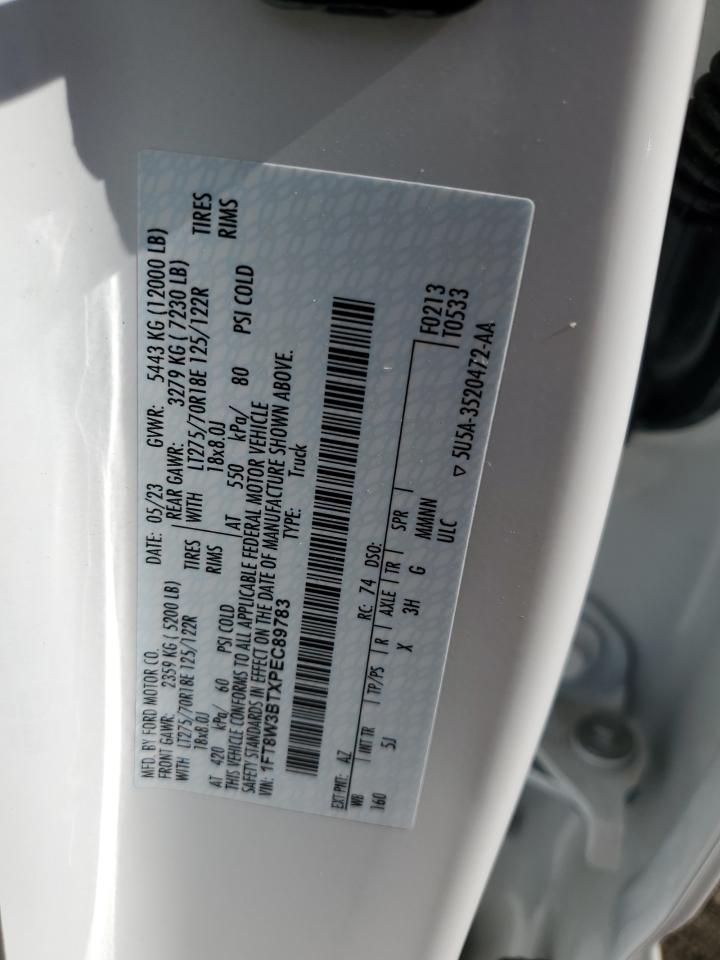 MFD. BY FORD MOTOR CO. DATE: 05/23 GVWR: 5443 KG (12000 LB)
FRONT GAWR: 2359 KG ( 5200 LB) REAR GAWR: 3279 KG ( 7230 LB)
WITH LT275/70R18E 125/122R TIRES WITH LT275/70R18E 125/122R TIRES
18x8.0J RIMS 18x8.0J RIMS
AT 420 kPa/ 60 PSI COLD AT 550 kPa/ 80 PSI COLD
THIS VEHICLE CONFORMS TO ALL APPLICABLE FEDERAL MOTOR VEHICLE
SAFETY STANDARDS IN EFFECT ON THE DATE OF MANUFACTURE SHOWN ABOVE.
VIN: 1FT8W3BTXPEC89783 TYPE: Truck
EXT PNT: AZ RC: 74 DSO: F0213
WB INT TR TP/PS R AXLE TR SPR T0533
160 5J X 3H G MMMNN
ULC ▽ 5U5A-3520472-AA